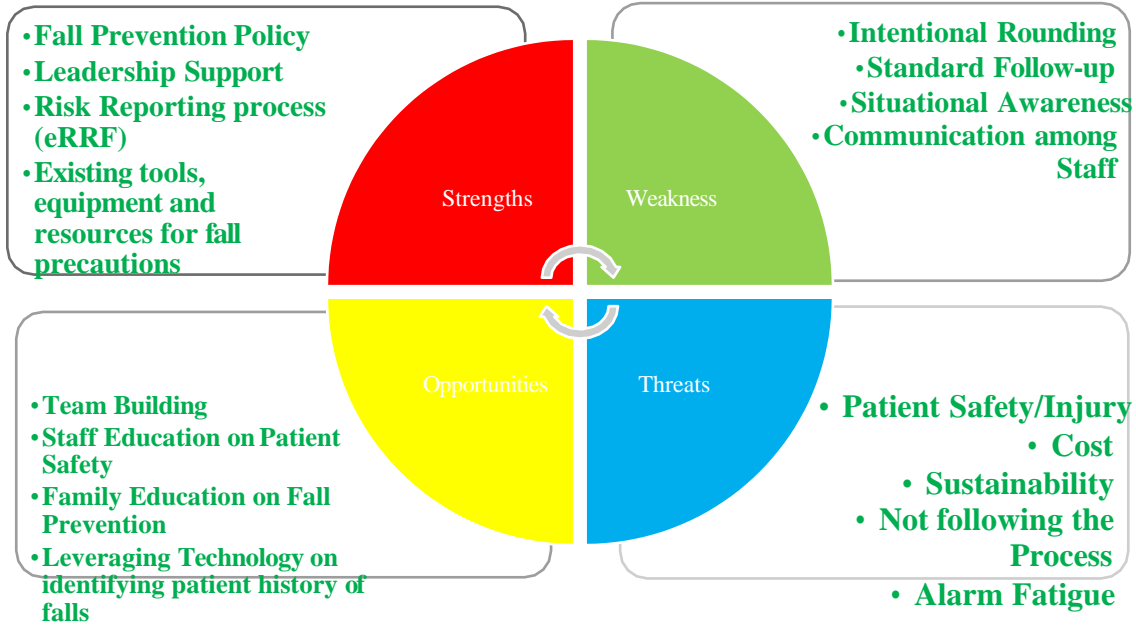 • Fall Prevention Policy
• Leadership Support
• Risk Reporting process
(eRRF)
• Existing tools,
equipment and
resources for fall
precautions
• Intentional Rounding
• Standard Follow-up
• Situational Awareness
• Communication among
Staff
Strengths
Weakness
Opportunities
Threats
• Team Building
• Staff Education on Patient
Safety
• Family Education on Fall
Prevention
• Leveraging Technology on
identifying patient history of
falls
• Patient Safety/Injury
• Cost
• Sustainability
• Not following the
Process
• Alarm Fatigue